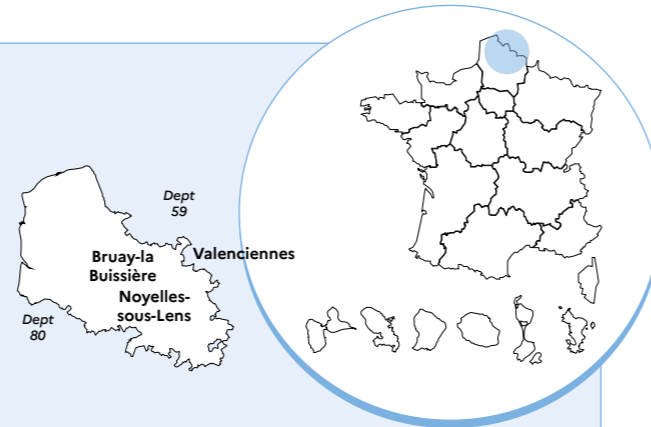 Dept
59
Bruay-la
Buissière
Valenciennes
Noyelles-
sous-Lens
Dept
80